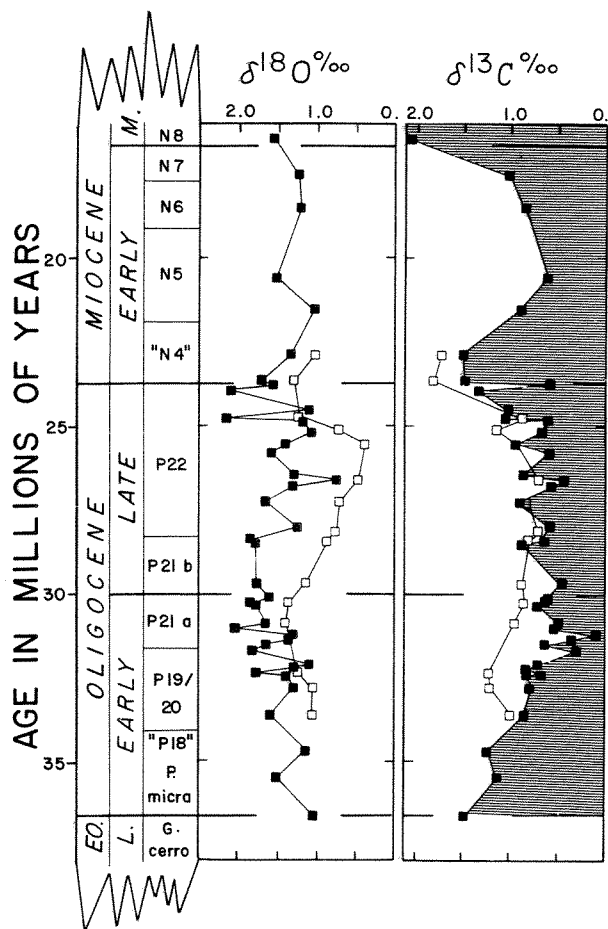 δ18O‰
δ13C‰
2.0 1.0 0.
2.0 1.0 0.
AGE IN MILLIONS OF YEARS
20
25
30
35
MIOCENE
OLIGOCENE
EO.
M.
EARLY
LATE
EARLY
L.
N8
N7
N6
N5
"N4"
P22
P21 b
P21 a
P19/
20
"P18"
P.
micra
G.
cerro